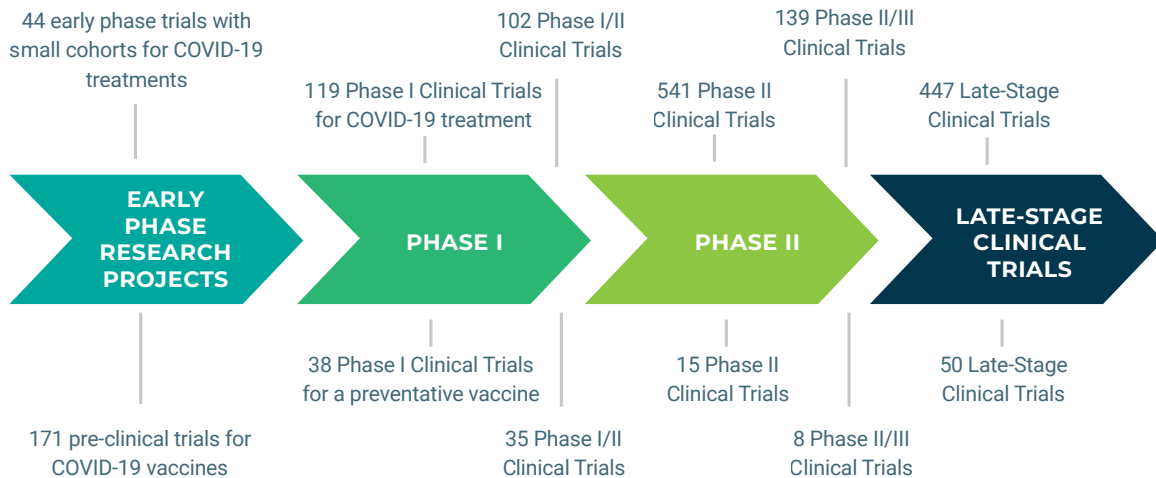 44 early phase trials with
small cohorts for COVID-19
treatments
119 Phase I Clinical Trials
for COVID-19 treatment
102 Phase I/II
Clinical Trials
541 Phase II
Clinical Trials
139 Phase II/III
Clinical Trials
447 Late-Stage
Clinical Trials
EARLY
PHASE
RESEARCH
PROJECTS
PHASE I
PHASE II
LATE-STAGE
CLINICAL
TRIALS
171 pre-clinical trials for
COVID-19 vaccines
38 Phase I Clinical Trials
for a preventative vaccine
35 Phase I/II
Clinical Trials
15 Phase II
Clinical Trials
8 Phase II/III
Clinical Trials
50 Late-Stage
Clinical Trials